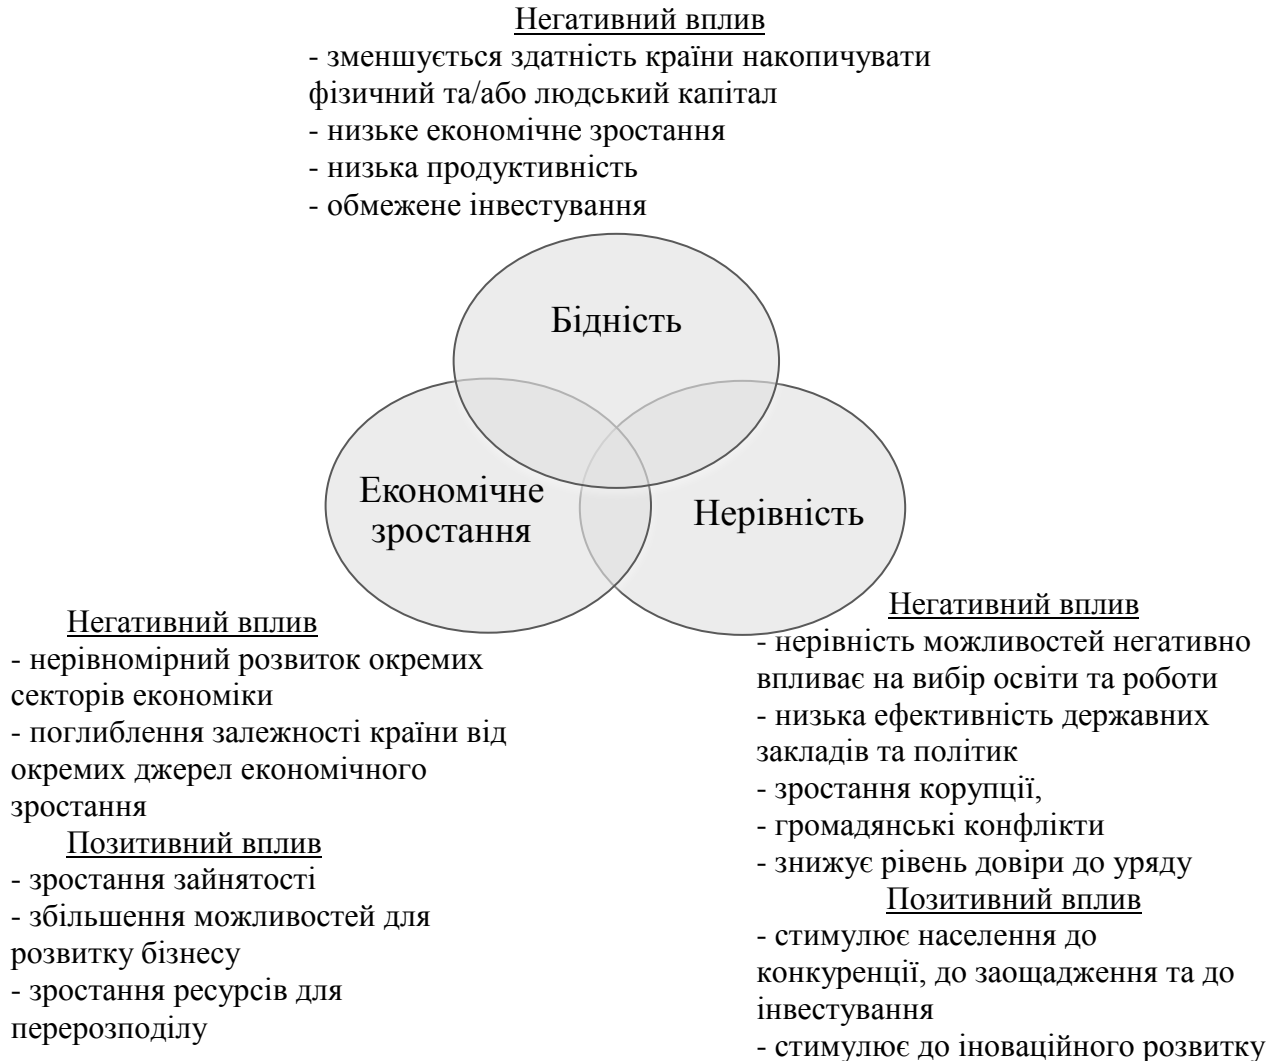 Негативний вплив
- зменшується здатність країни накопичувати
фізичний та/або людський капітал
- низьке економічне зростання
- низька продуктивність
- обмежене інвестування
Бідність
Економічне
зростання
Нерівність
Негативний вплив
- нерівномірний розвиток окремих
секторів економіки
- поглиблення залежності країни від
окремих джерел економічного
зростання
Позитивний вплив
- зростання зайнятості
- збільшення можливостей для
розвитку бізнесу
- зростання ресурсів для
перерозподілу
Негативний вплив
- нерівність можливостей негативно
впливає на вибір освіти та роботи
- низька ефективність державних
закладів та політик
- зростання корупції,
- громадянські конфлікти
- знижує рівень довіри до уряду
Позитивний вплив
- стимулює населення до
конкуренції, до заощадження та до
інвестування
- стимулює до іноваційного розвитку